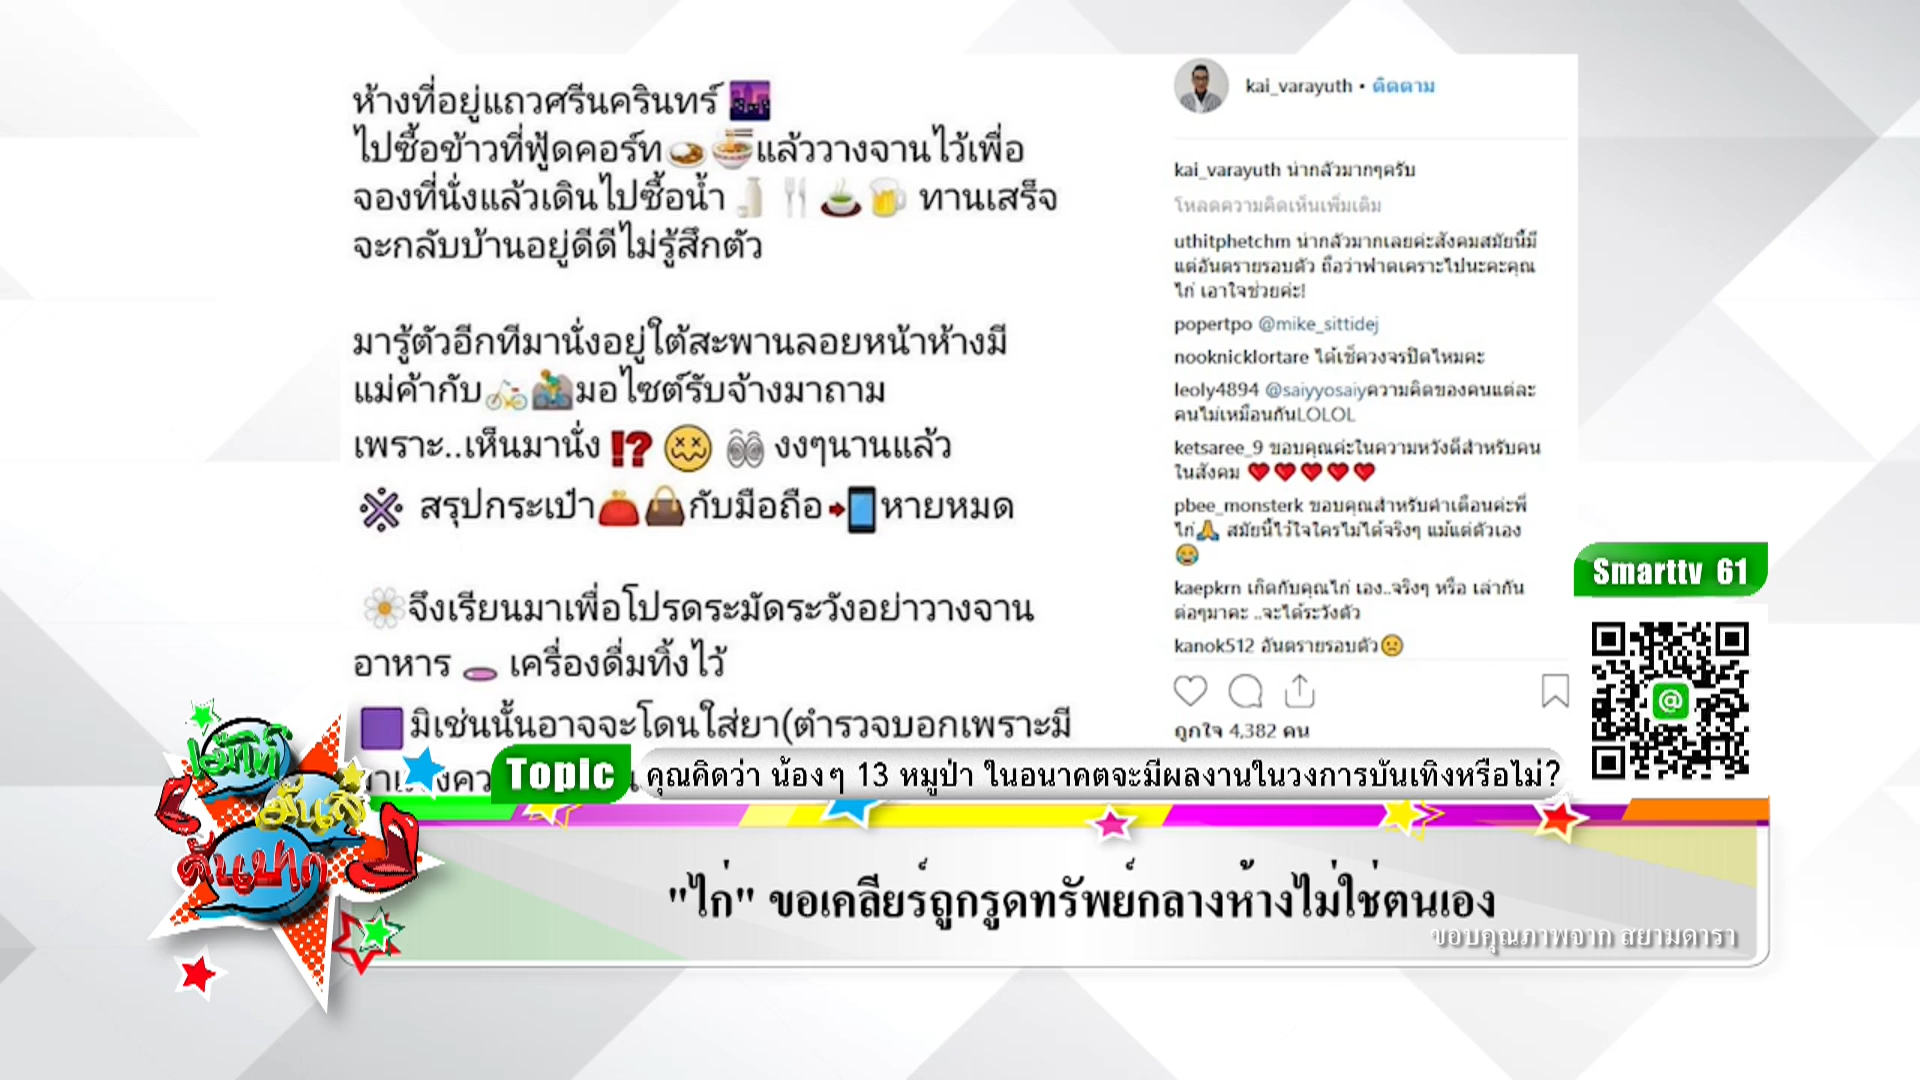 ห้างที่อยู่แถวศรีนครินทร์
ไปซื้อข้าวที่ฟู้ดคอร์ทแล้ววางจานไว้เพื่อ
จองที่นั่งแล้วเดินไปซื้อน้ำ ทานเสร็จ
จะกลับบ้านอยู่ดีดีไม่รู้สึกตัว
มารู้ตัวอีกทีมานั่งอยู่ใต้สะพานลอยหน้าห้างมี
แม่ค้ากับมอไซต์รับจ้างมาถาม
เพราะ..เห็นมานั่ง ⁉ งงๆนานแล้ว
※ สรุปกระเป๋ากับมือถือหายหมด
จึงเรียนมาเพื่อโปรดระมัดระวังอย่าวางจาน
อาหาร เครื่องดื่มทิ้งไว้
มิเช่นนั้นอาจจะโดนใส่ยา(ตำรวจบอกเพราะมี
kai_varayuth • ติดตาม
kai_varayuth น่ากลัวมากๆครับ
โหลดความคิดเห็นเพิ่มเติม
uthitphetchm น่ากลัวมากเลยค่ะสังคมสมัยนี้มี
แต่อันตรายรอบตัว ถือว่าฟาดเคราะไปนะคะคุณ
ไก่ เอาใจช่วยค่ะ!
popertpo @mike_sittidej
nooknicklortare ได้เช็ควงจรปิดไหมคะ
leoly4894 @saiyyosaiyความคิดของคนแต่ละ
คนไม่เหมือนกันLOLOL
ketsaree_9 ขอบคุณค่ะในความหวังดีสำหรับคน
ในสังคม ❤❤❤❤❤
pbee_monsterk ขอบคุณสำหรับคำเตือนค่ะพี่
ไก่🙏 สมัยนี้ไว้ใจใครไม่ได้จริงๆ แม้แต่ตัวเอง
😂
kaepkrn เกิดกับคุณไก่ เอง..จริงๆ หรือ เล่ากัน
ต่อๆมาคะ ..จะได้ระวังตัว
kanok512 อันตรายรอบตัว
ถูกใจ 4,382 คน
Smarttv 61
Topic คุณคิดว่า น้องๆ 13 หมูป่า ในอนาคตจะมีผลงานในวงการบันเทิงหรือไม่?
เม้าท์
มันส์
คันปาก
"ไก่" ขอเคลียร์ถูกรูดทรัพย์กลางห้างไม่ใช่ตนเอง
ขอบคุณภาพจาก สยามดารา